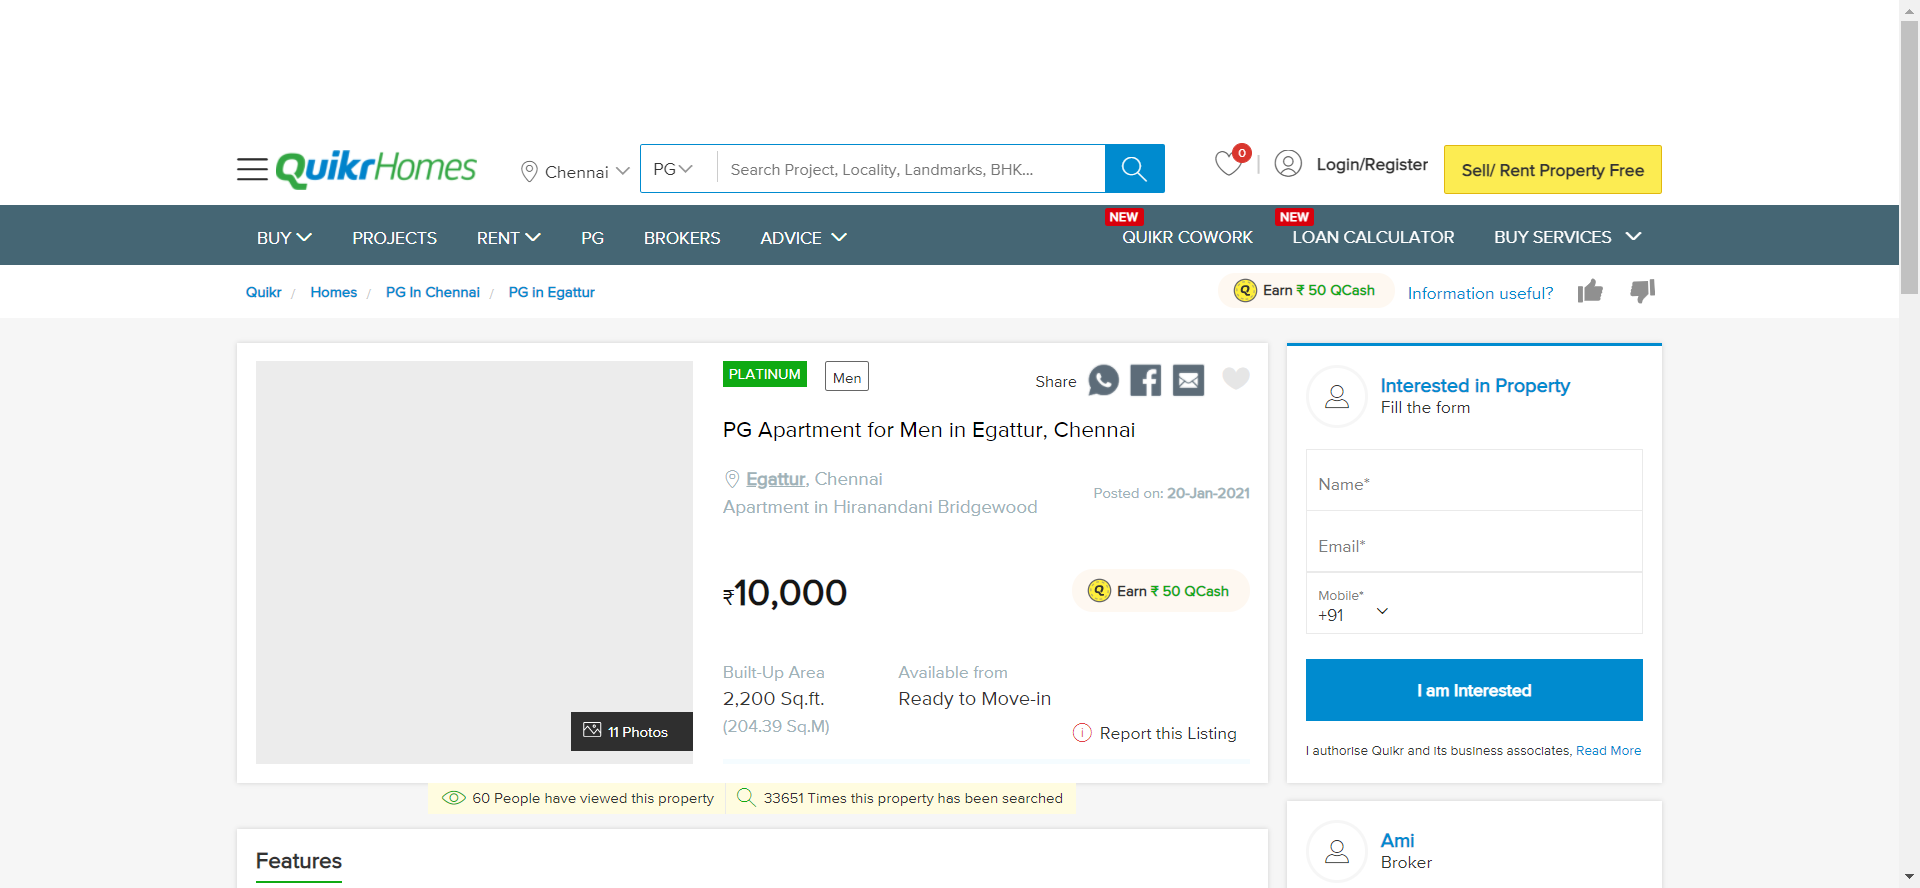 QuikrHomes
Chennai
PG
Search Project, Locality, Landmarks, BHK...
0
Login/Register
Sell/ Rent Property Free
BUY
PROJECTS
RENT
PG
BROKERS
ADVICE
NEW
QUIKR COWORK
NEW
LOAN CALCULATOR
BUY SERVICES
Quikr / Homes / PG In Chennai / PG in Egattur
Q Earn ₹ 50 QCash
Information useful?
PLATINUM
Men
Share
PG Apartment for Men in Egattur, Chennai
Egattur, Chennai
Apartment in Hiranandani Bridgewood
Posted on: 20-Jan-2021
₹10,000
Q Earn ₹ 50 QCash
Built-Up Area
2,200 Sq.ft.
(204.39 Sq.M)
Available from
Ready to Move-in
Report this Listing
11 Photos
60 People have viewed this property
33651 Times this property has been searched
Features
Interested in Property
Fill the form
Name*
Email*
Mobile*
+91
I am Interested
I authorise Quikr and its business associates, Read More
Ami
Broker